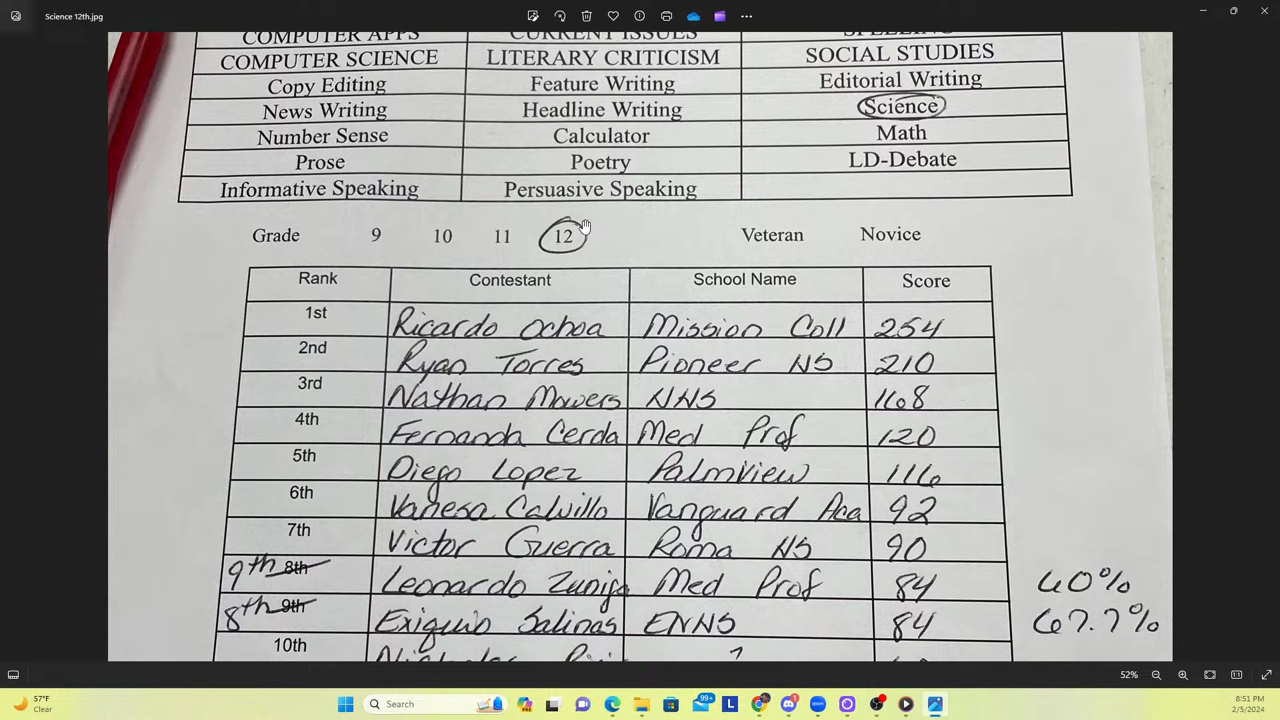 Science 12th.jpg
COMPUTER APPS CURRENT ISSUES SPELLING
COMPUTER SCIENCE LITERARY CRITICISM SOCIAL STUDIES
Copy Editing Feature Writing Editorial Writing
News Writing Headline Writing Science
Number Sense Calculator Math
Prose Poetry LD-Debate
Informative Speaking Persuasive Speaking
Grade 9 10 11 12 Veteran Novice
Rank Contestant School Name Score
1st Ricardo Ochoa Mission Coll 254
2nd Ryan Torres Pioneer HS 210
3rd Nathan Mowers NHS 168
4th Fernanda Cerda Med Prof 120
5th Diego Lopez Palmview 116
6th Vanesa Calvillo Vanguard Aca 92
7th Victor Guerra Roma HS 90
9th 8th Leonardo Zuniga Med Prof 84 60%
8th 9th Exiquio Salinas ENHS 84 67.7%
10th
52%
57°F
Clear
Search
99+
8:51 PM
2/5/2024